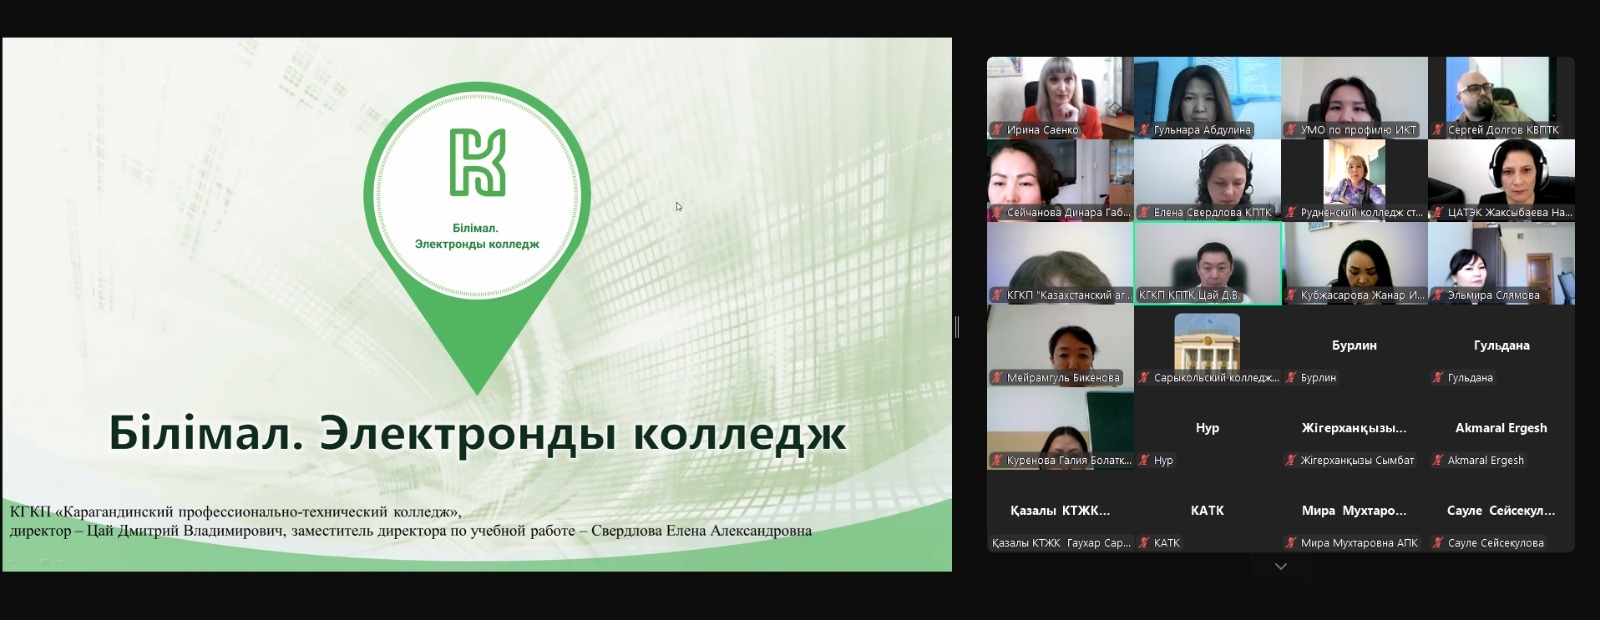 Білімал.
Электронды колледж
Білімал. Электронды колледж
КГКП «Карагандинский профессионально-технический колледж»,
директор – Цай Дмитрий Владимирович, заместитель директора по учебной работе – Свердлова Елена Александровна
Ирина Саенко
Гульнара Абдулина
УМО по профилю ИКТ
Сергей Долгов КВПТК
Сейчанова Динара Габ...
Елена Свердлова КПТК
Рудненский колледж ст...
ЦАТЭК Жаксыбаева На...
КГКП "Казахстанский аг...
КГКП КПТК Цай Д.В.
Кубжасарова Жанар И...
Эльмира Слямова
Мейрамгуль Бикенова
Сарыкольский колледж...
Бурлин
Бурлин
Гульдана
Гульдана
Куренова Галия Болатк...
Нур
Нур
Жігерханқызы...
Жігерханқызы Сымбат
Akmaral Ergesh
Akmaral Ergesh
Қазалы КТЖК...
Қазалы КТЖК Гаухар Сар...
КАТК
КАТК
Мира Мухтаро...
Мира Мухтаровна АПК
Сауле Сейсекул...
Сауле Сейсекулова